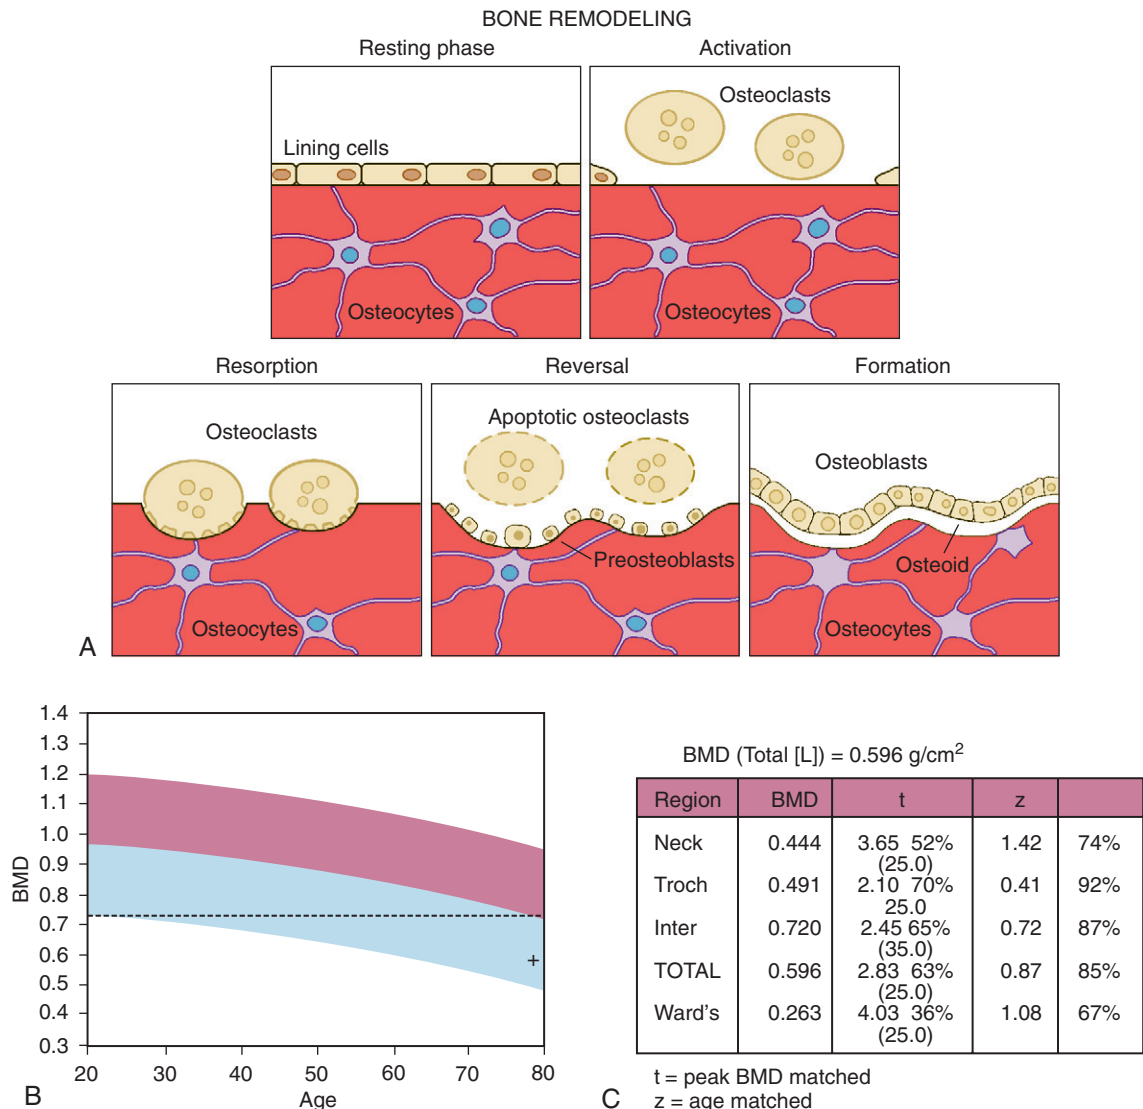 BONE REMODELING
Resting phase
Activation
Lining cells
Osteocytes
Osteoclasts
Osteocytes
Resorption
Reversal
Formation
Osteoclasts
Osteocytes
Apoptotic osteoclasts
Preosteoblasts
Osteoblasts
Osteoid
Osteocytes
A
1.4
1.3
1.2
1.1
1.0
0.9
0.8
0.7
0.6
0.5
0.4
0.3
BMD
20 30 40 50 60 70 80
Age
+
B
BMD (Total [L]) = 0.596 g/cm²
Region BMD t z
Neck 0.444 3.65 52% 1.42 74%
(25.0)
Troch 0.491 2.10 70% 0.41 92%
25.0
Inter 0.720 2.45 65% 0.72 87%
(35.0)
TOTAL 0.596 2.83 63% 0.87 85%
(25.0)
Ward's 0.263 4.03 36% 1.08 67%
(25.0)
C
t = peak BMD matched
z = age matched